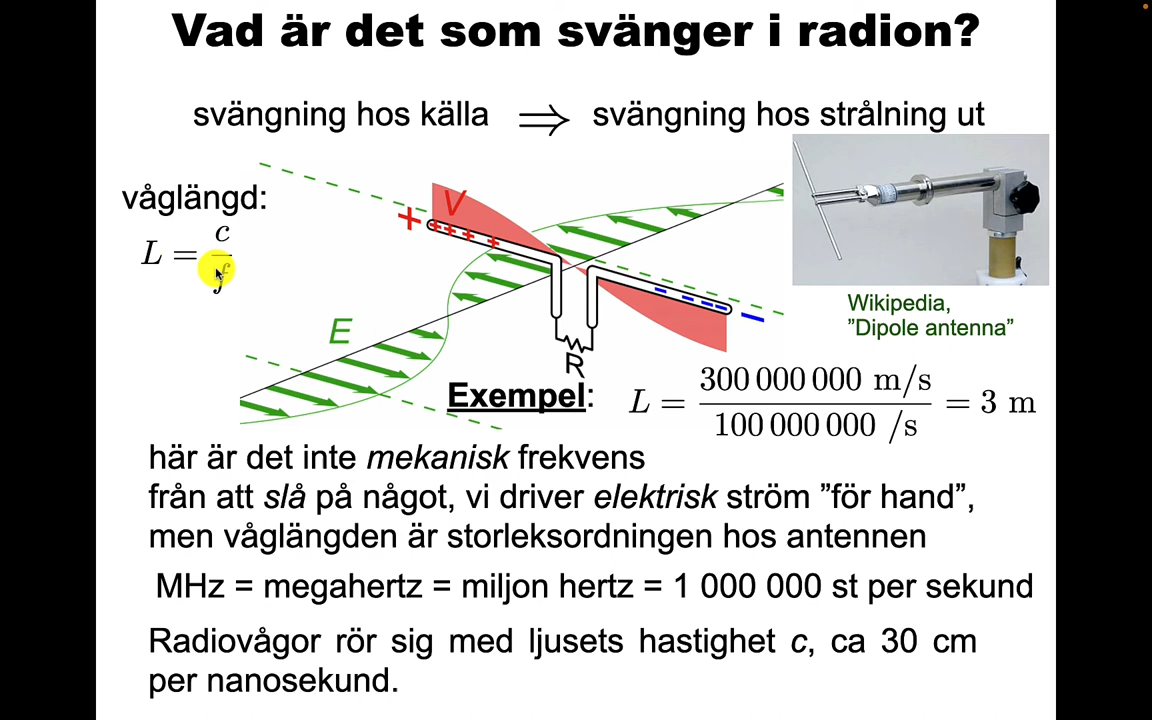 Vad är det som svänger i radion?
svängning hos källa ⟹ svängning hos strålning ut
våglängd:
L = c/f
+ V
+ + + +
E
R
− − − − −
Wikipedia,
”Dipole antenna”
Exempel: L = 300 000 000 m/s / 100 000 000 /s = 3 m
här är det inte mekanisk frekvens
från att slå på något, vi driver elektrisk ström ”för hand”,
men våglängden är storleksordningen hos antennen
MHz = megahertz = miljon hertz = 1 000 000 st per sekund
Radiovågor rör sig med ljusets hastighet c, ca 30 cm
per nanosekund.